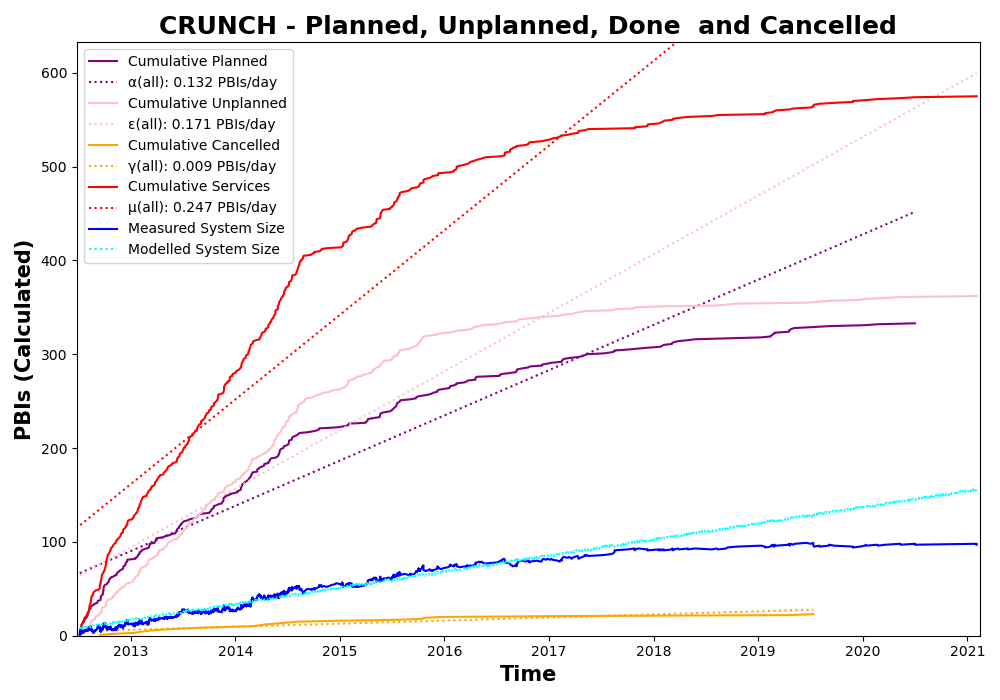 CRUNCH - Planned, Unplanned, Done  and Cancelled
PBIs (Calculated)
600
500
400
300
200
100
0
Cumulative Planned
α(all): 0.132 PBIs/day
Cumulative Unplanned
ε(all): 0.171 PBIs/day
Cumulative Cancelled
γ(all): 0.009 PBIs/day
Cumulative Services
μ(all): 0.247 PBIs/day
Measured System Size
Modelled System Size
2013 2014 2015 2016 2017 2018 2019 2020 2021
Time